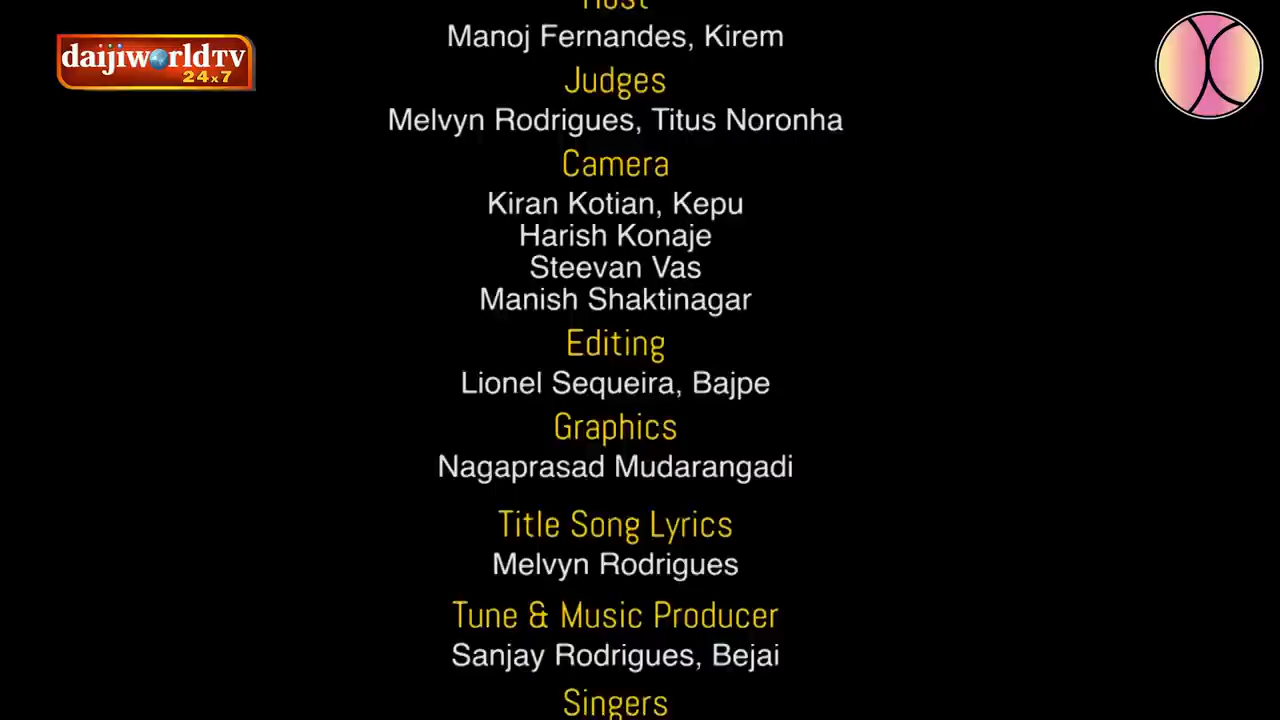 Host
daijiworldTV
24x7
Manoj Fernandes, Kirem
Judges
Melvyn Rodrigues, Titus Noronha
Camera
Kiran Kotian, Kepu
Harish Konaje
Steevan Vas
Manish Shaktinagar
Editing
Lionel Sequeira, Bajpe
Graphics
Nagaprasad Mudarangadi
Title Song Lyrics
Melvyn Rodrigues
Tune & Music Producer
Sanjay Rodrigues, Bejai
Singers